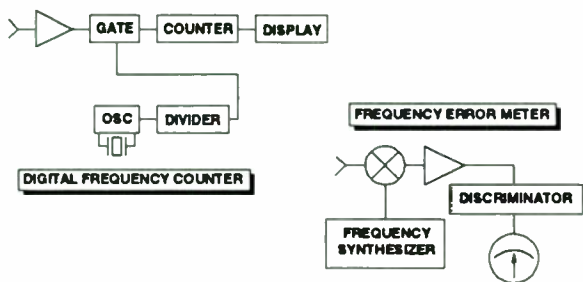 GATE
COUNTER
DISPLAY
OSC
DIVIDER
DIGITAL FREQUENCY COUNTER
FREQUENCY ERROR METER
DISCRIMINATOR
FREQUENCY
SYNTHESIZER